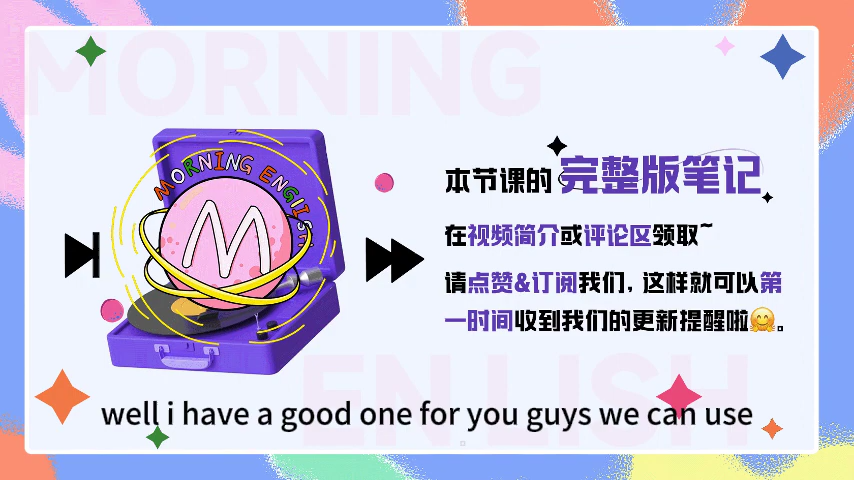 MORNING
MORNING ENGLISH
M
本节课的 完整版笔记
在视频简介或评论区领取~
请点赞&订阅我们，这样就可以第
一时间收到我们的更新提醒啦🤗。
EN LISH
well i have a good one for you guys we can use